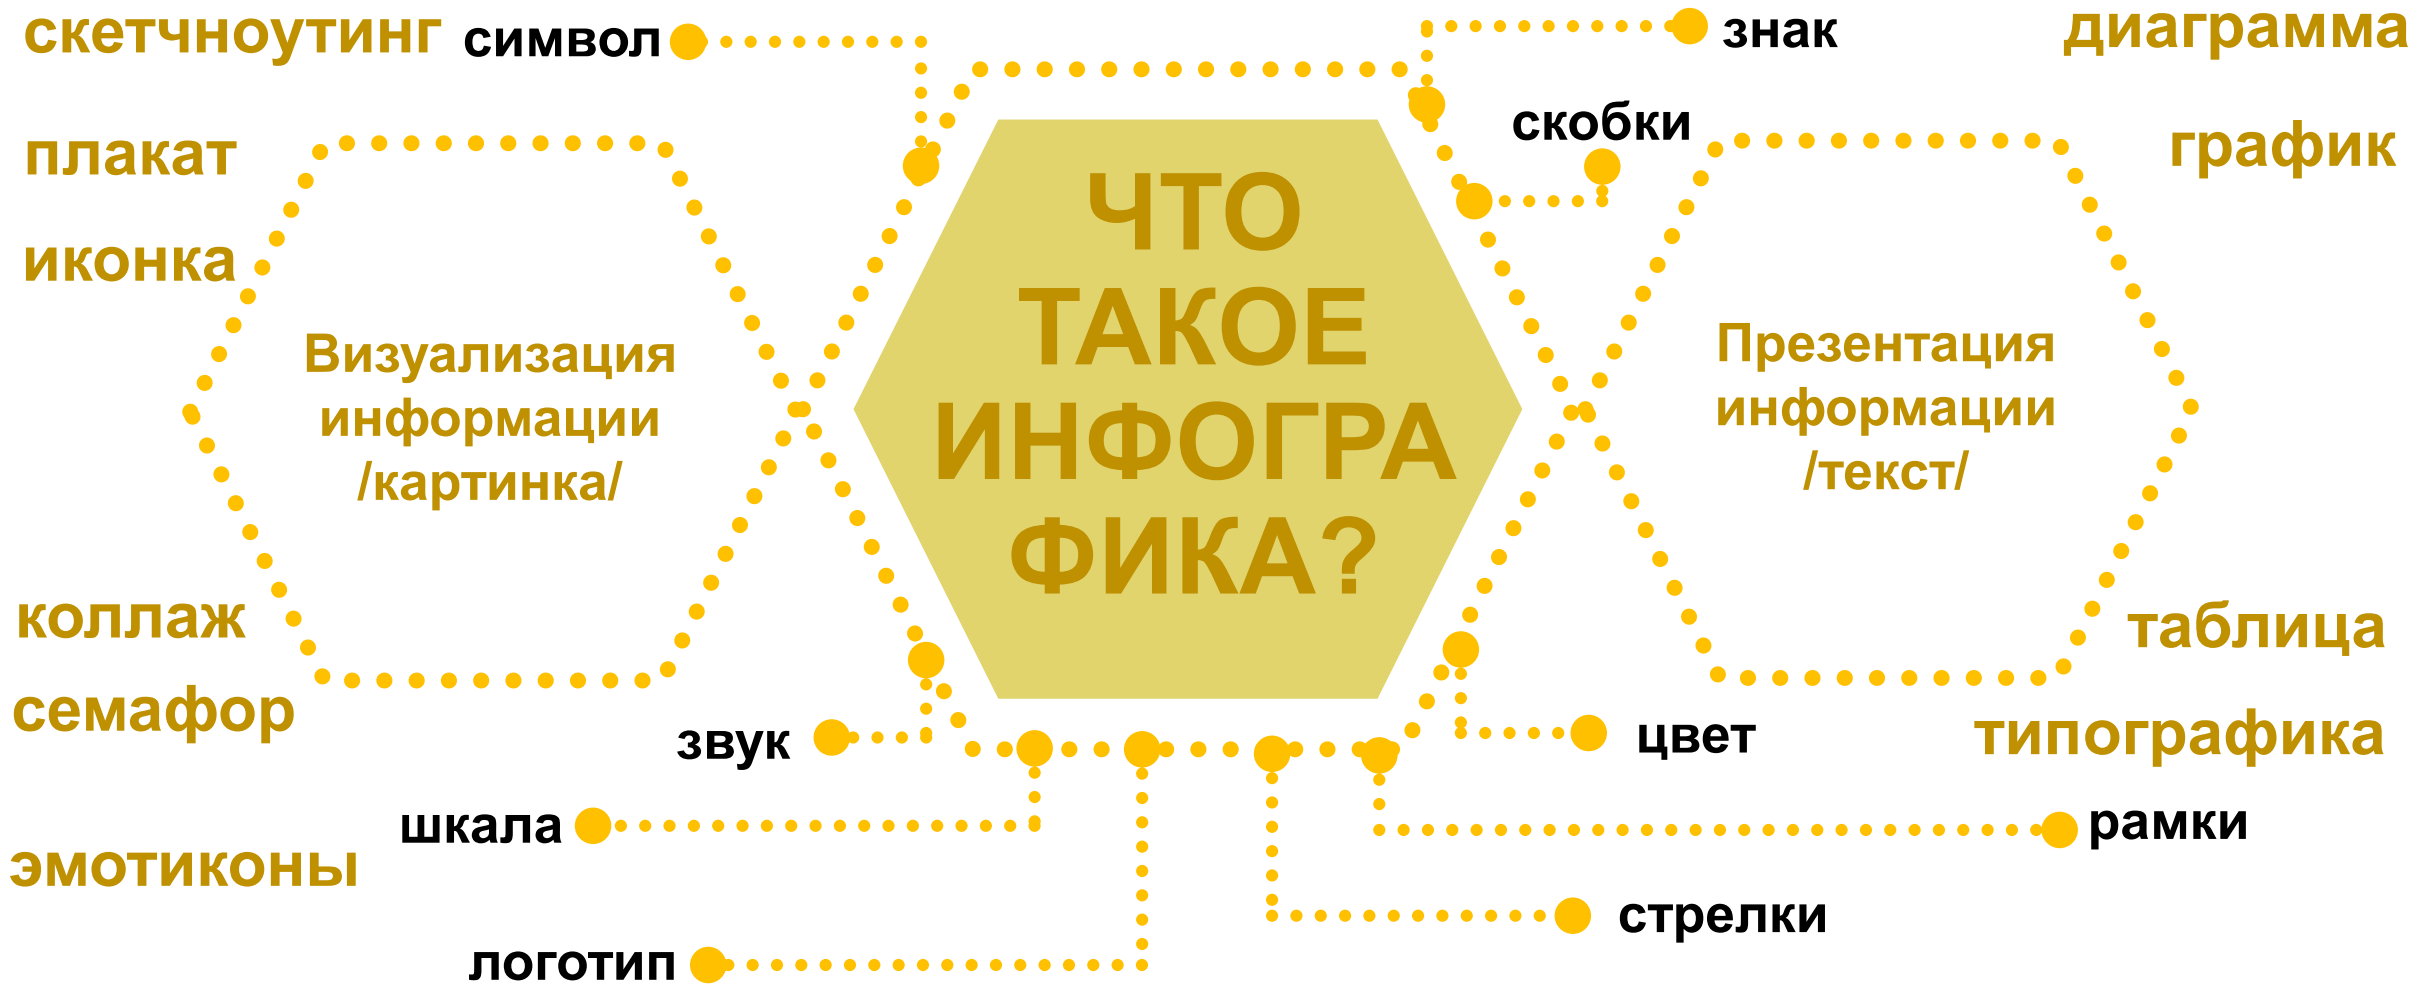 скетчноутинг
символ
знак
диаграмма
плакат
скобки
график
иконка
ЧТО
ТАКОЕ
ИНФОГРА
ФИКА?
Визуализация
информации
/картинка/
Презентация
информации
/текст/
коллаж
таблица
семафор
звук
цвет
типографика
шкала
рамки
эмотиконы
стрелки
логотип